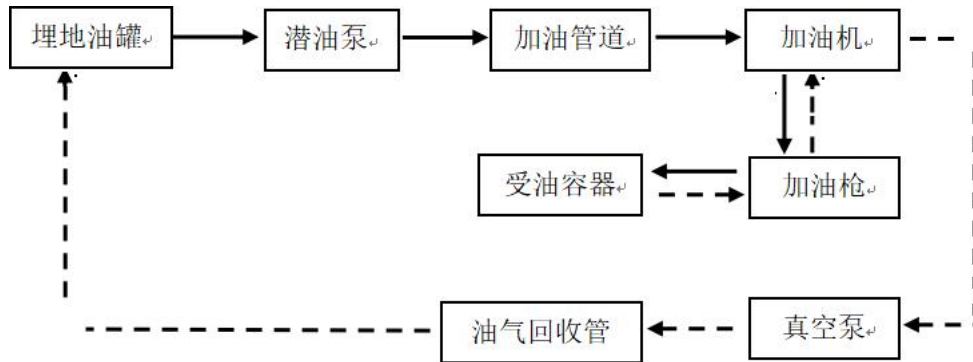 埋地油罐
潜油泵
加油管道
加油机
受油容器
加油枪
油气回收管
真空泵